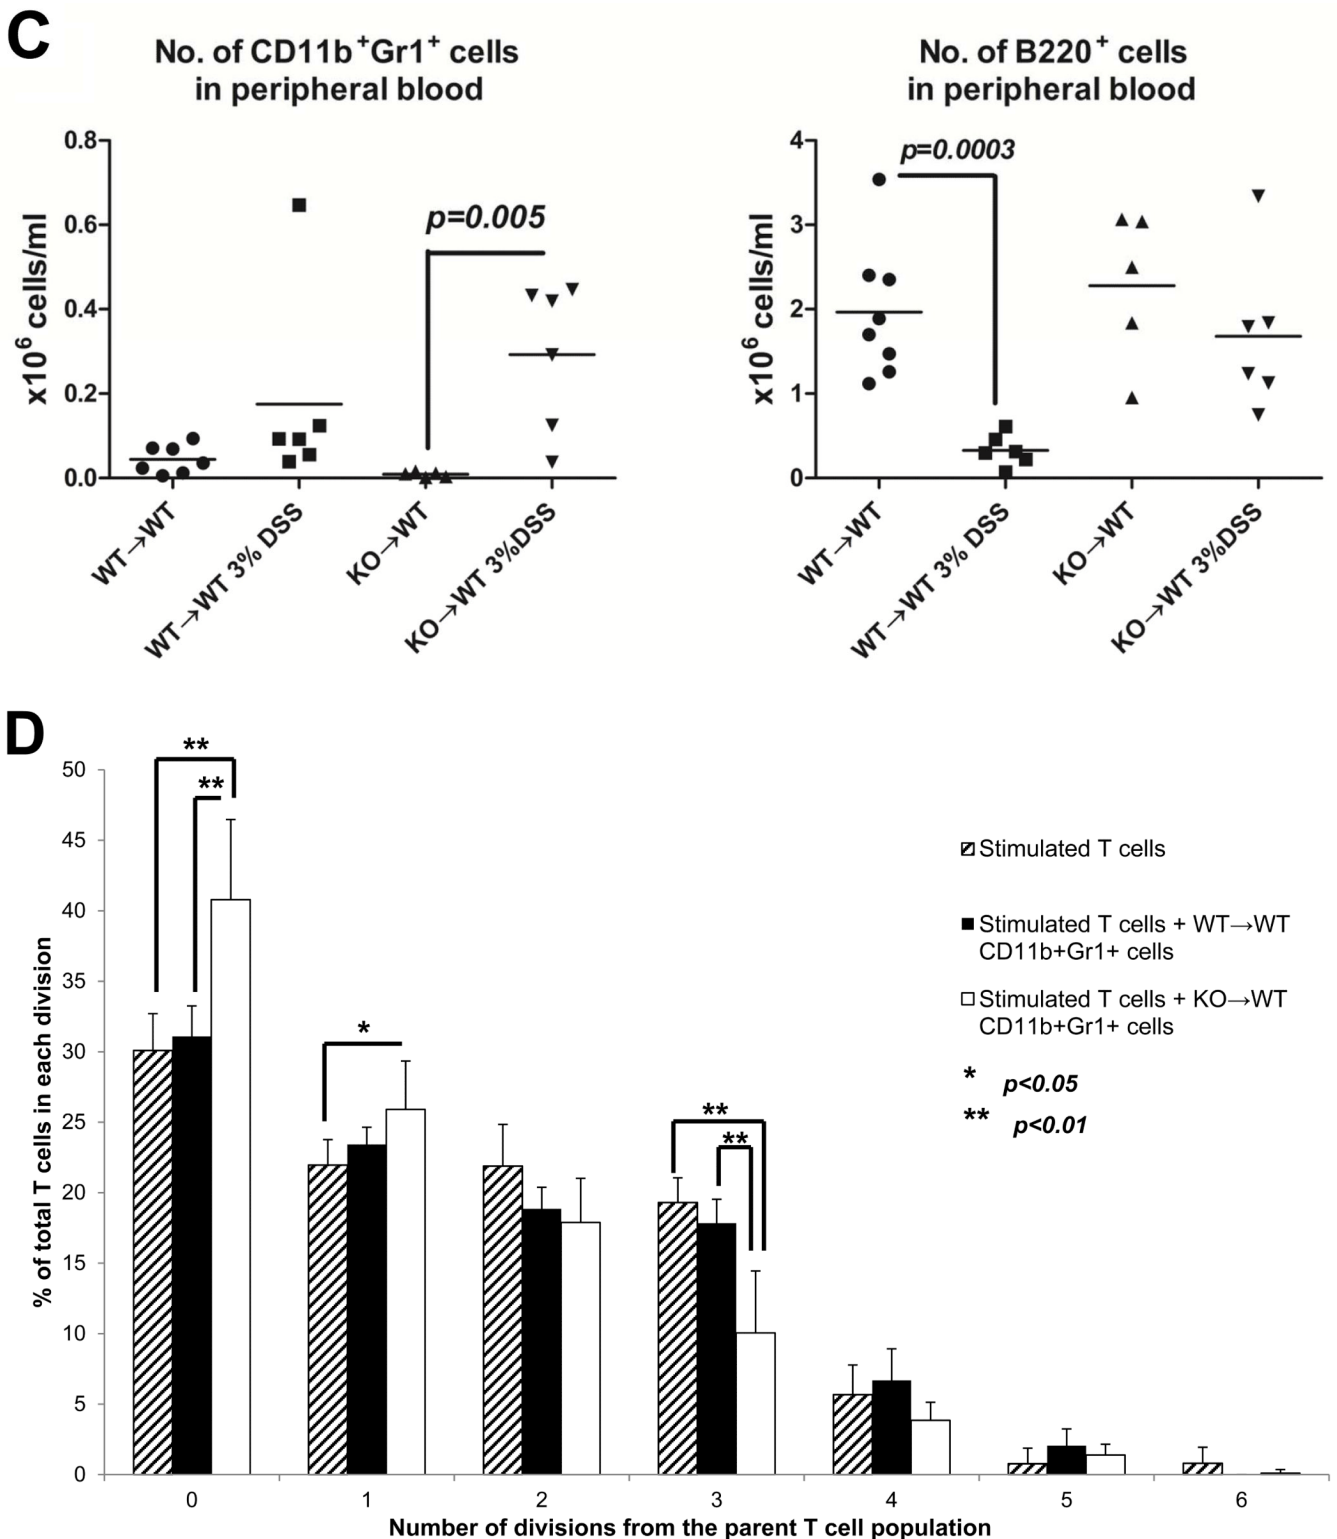 C
No. of CD11b+Gr1+ cells
in peripheral blood
x10⁶ cells/ml
0.8
0.6
0.4
0.2
0.0
p=0.005
WT→WT
WT→WT 3% DSS
KO→WT
KO→WT 3%DSS
No. of B220+ cells
in peripheral blood
x10⁶ cells/ml
4
3
2
1
0
p=0.0003
WT→WT
WT→WT 3% DSS
KO→WT
KO→WT 3%DSS
D
% of total T cells in each division
50
45
40
35
30
25
20
15
10
5
0
**
**
*
**
**
Stimulated T cells
Stimulated T cells + WT→WT
CD11b+Gr1+ cells
Stimulated T cells + KO→WT
CD11b+Gr1+ cells
* p<0.05
** p<0.01
0 1 2 3 4 5 6
Number of divisions from the parent T cell population